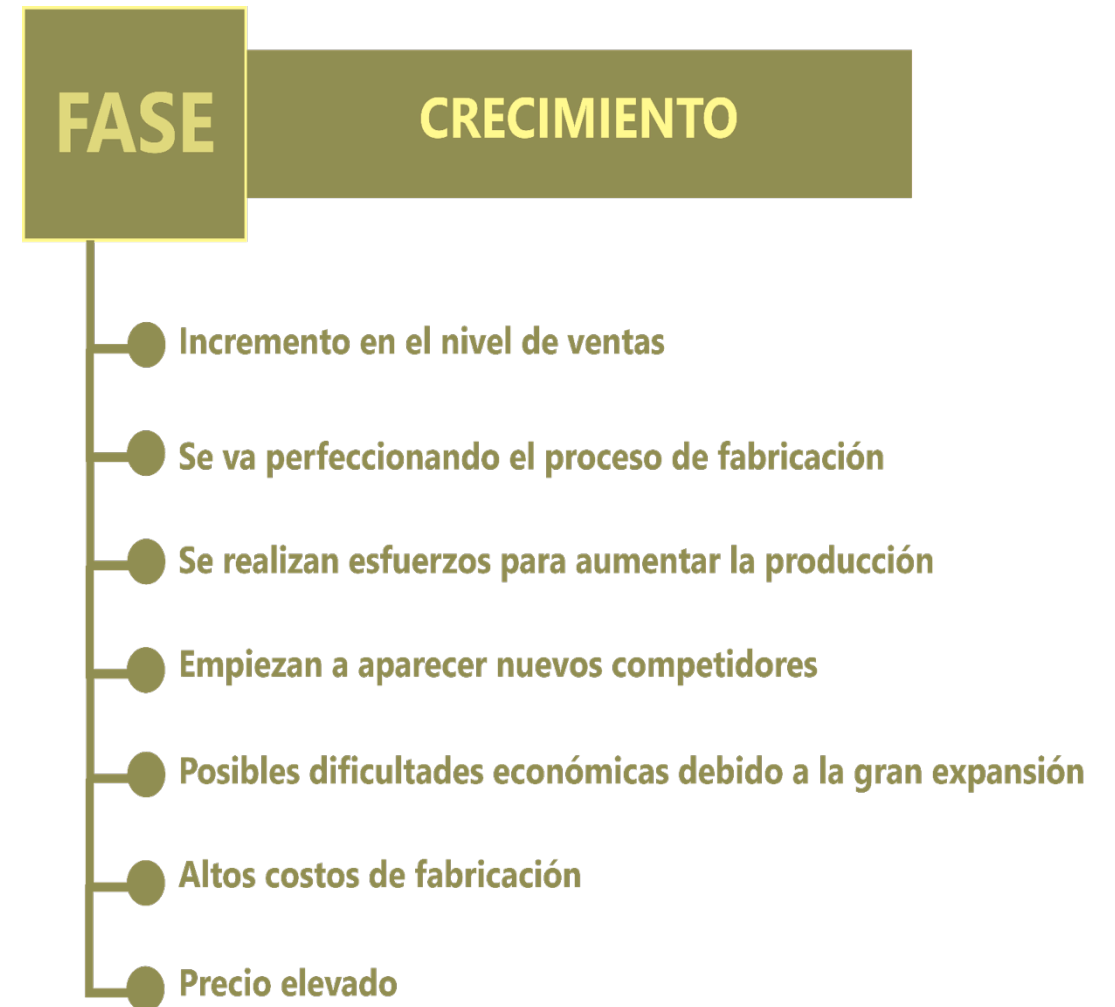 FASE
CRECIMIENTO
Incremento en el nivel de ventas
Se va perfeccionando el proceso de fabricación
Se realizan esfuerzos para aumentar la producción
Empiezan a aparecer nuevos competidores
Posibles dificultades económicas debido a la gran expansión
Altos costos de fabricación
Precio elevado